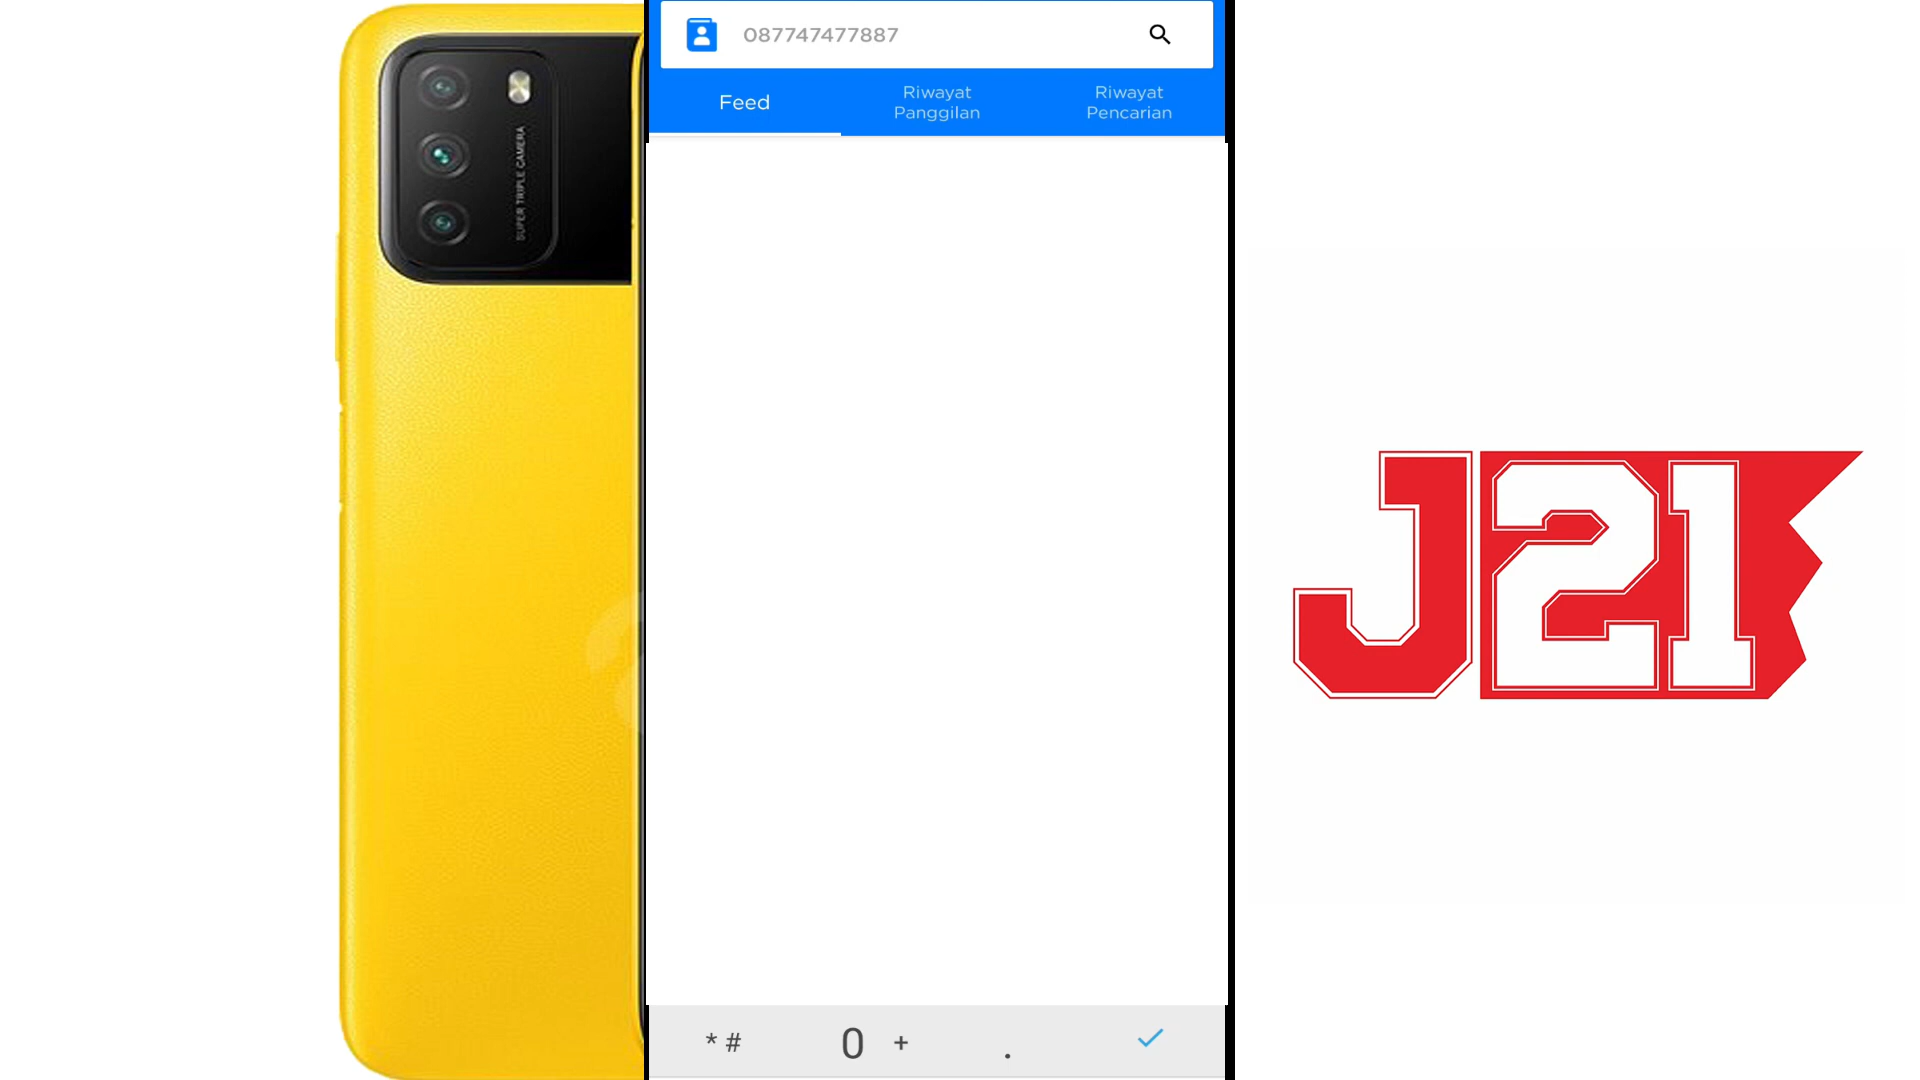 087747477887
Feed
Riwayat
Panggilan
Riwayat
Pencarian
SUPER TRIPLE CAMERA
J21
* #
0 +
.